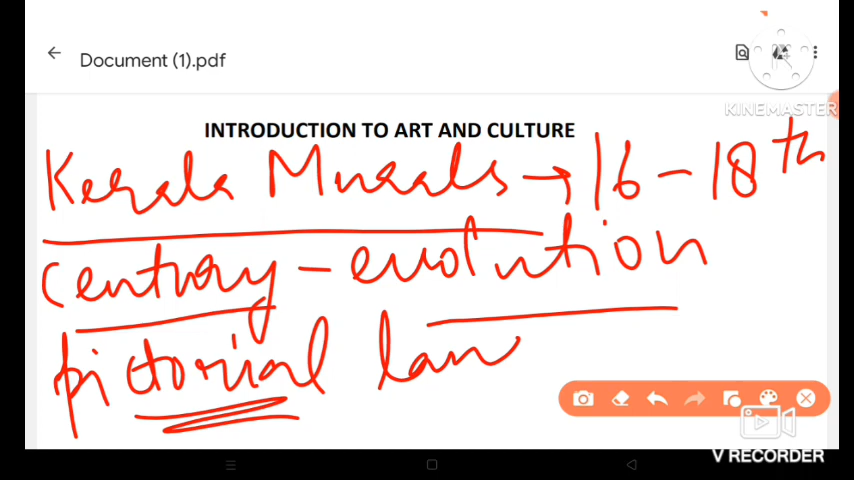 Document (1).pdf
KINEMASTER
INTRODUCTION TO ART AND CULTURE
Kerala Murals → 16 - 18th
century - evolution
pictorial lan
V RECORDER